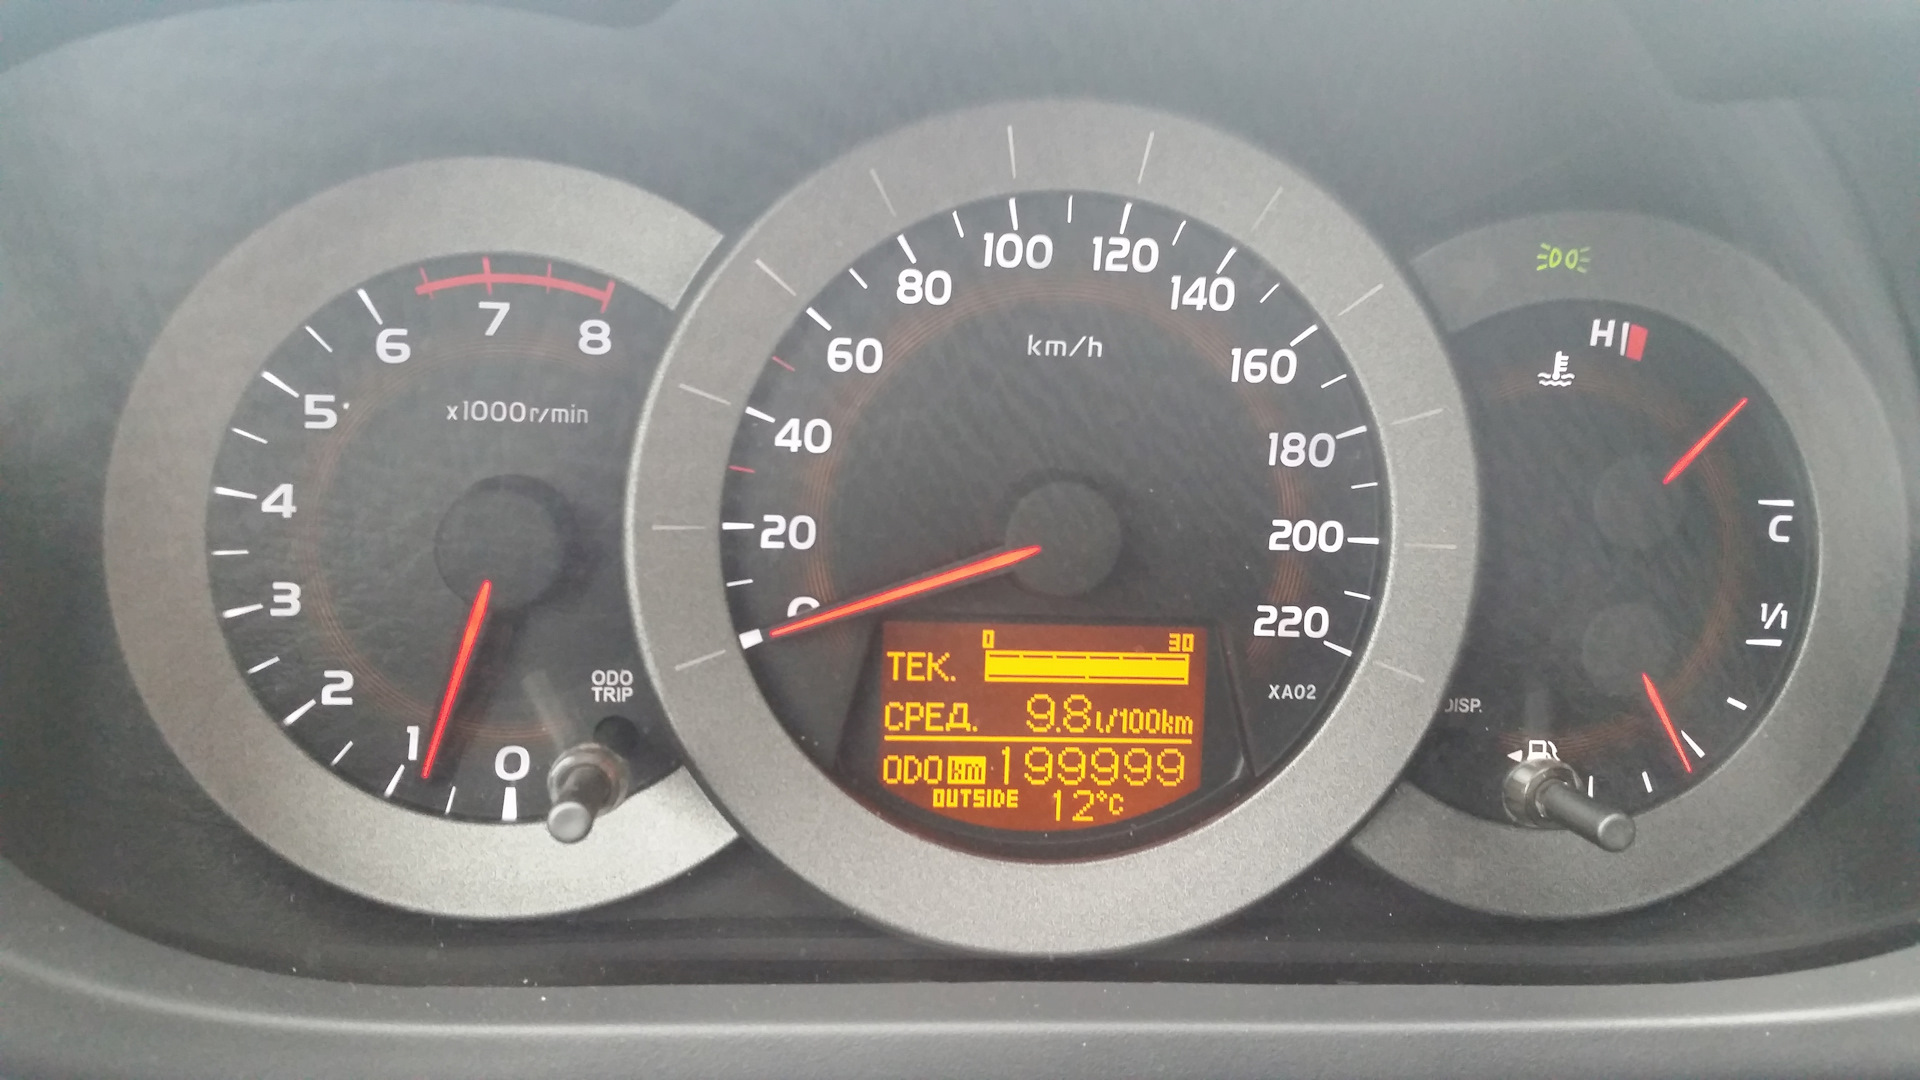 8
7
6
5
4
3
2
1
0
x1000r/min
ODO
TRIP
0
20
40
60
80
100
120
140
160
180
200
220
km/h
0 30
ТЕК.
СРЕД. 9.8 l/100km
ODO km 199999
OUTSIDE 12°C
XA02
H
C
1/1
DISP.